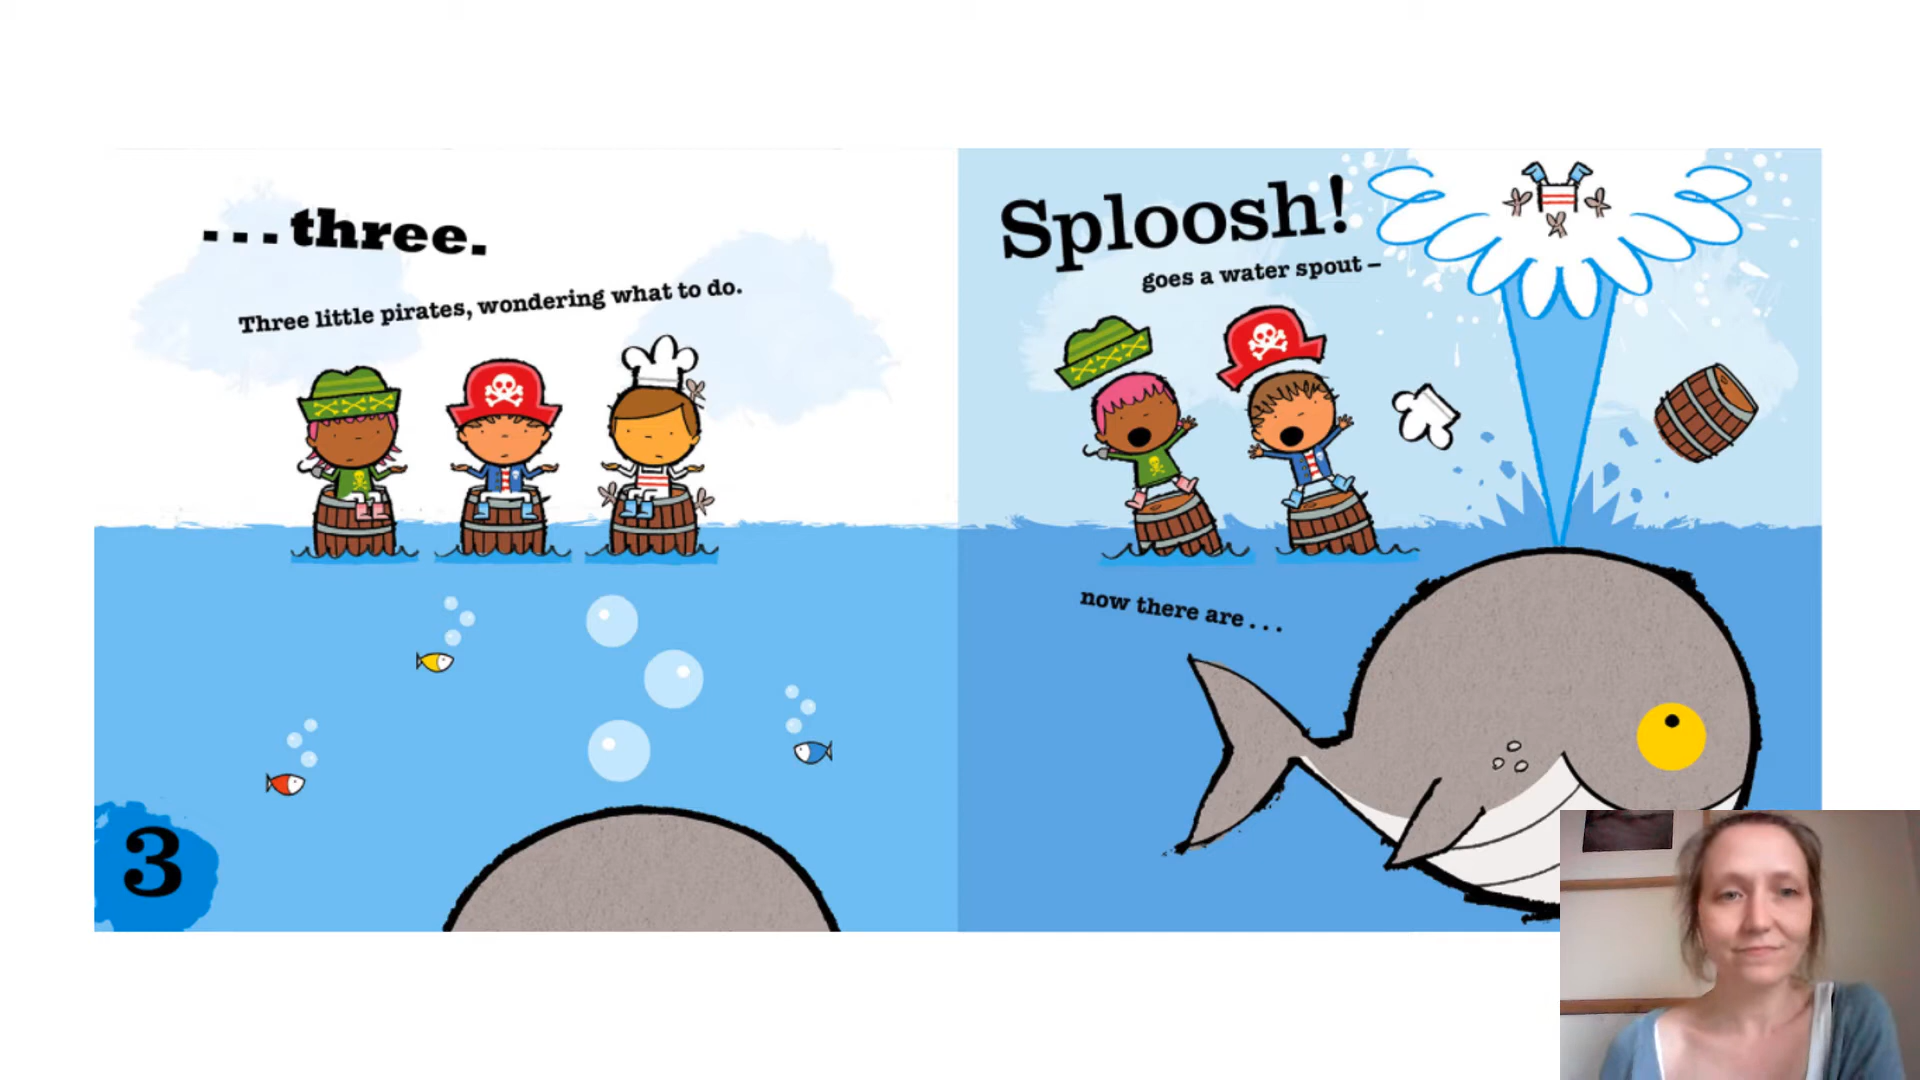 ...three.
Three little pirates, wondering what to do.
3
Sploosh!
goes a water spout –
now there are...